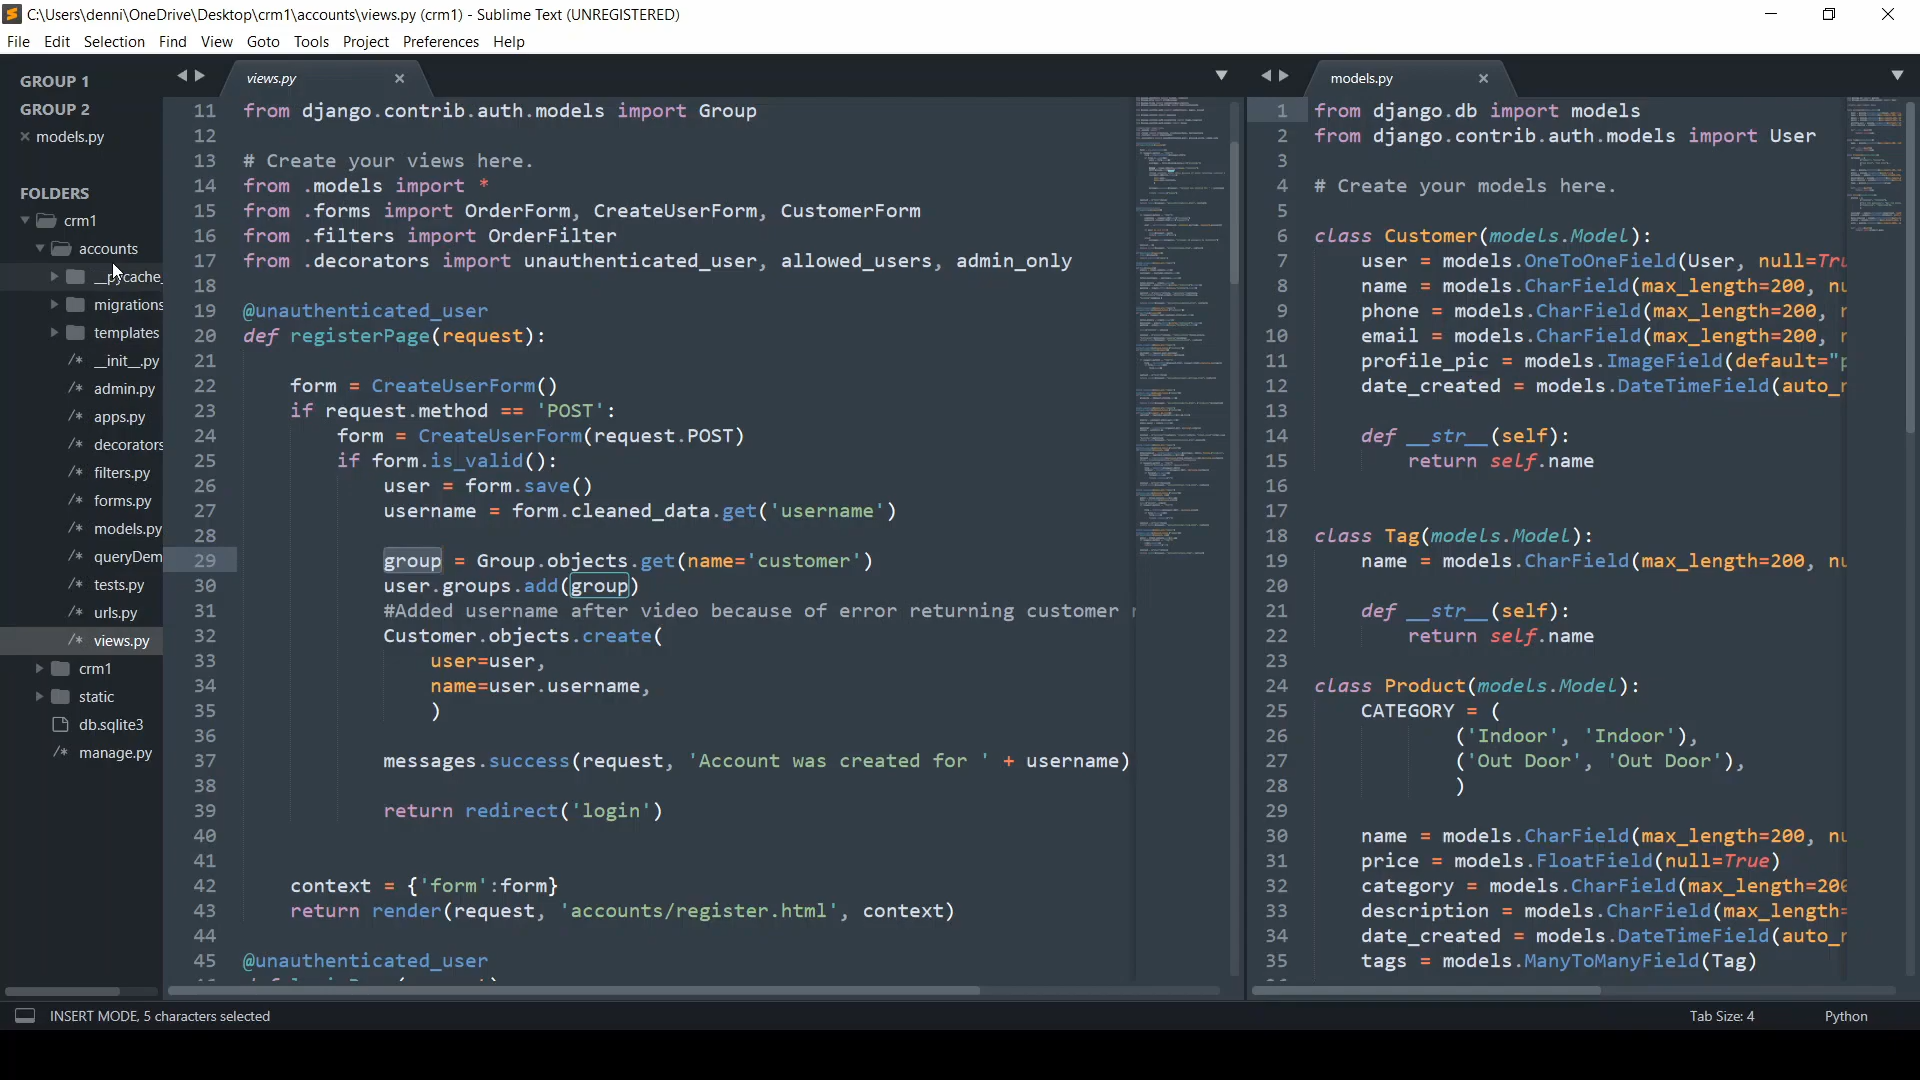 C:\Users\denni\OneDrive\Desktop\crm1\accounts\views.py (crm1) - Sublime Text (UNREGISTERED)
File Edit Selection Find View Goto Tools Project Preferences Help
GROUP 1
GROUP 2
models.py
FOLDERS
crm1
accounts
__pycache_
migrations
templates
__init__.py
admin.py
apps.py
decorators
filters.py
forms.py
models.py
queryDem
tests.py
urls.py
views.py
crm1
static
db.sqlite3
manage.py
views.py
11 from django.contrib.auth.models import Group
12
13 # Create your views here.
14 from .models import *
15 from .forms import OrderForm, CreateUserForm, CustomerForm
16 from .filters import OrderFilter
17 from .decorators import unauthenticated_user, allowed_users, admin_only
18
19 @unauthenticated_user
20 def registerPage(request):
21
22 form = CreateUserForm()
23 if request.method == 'POST':
24 form = CreateUserForm(request.POST)
25 if form.is_valid():
26 user = form.save()
27 username = form.cleaned_data.get('username')
28
29 group = Group.objects.get(name='customer')
30 user.groups.add(group)
31 #Added username after video because of error returning customer
32 Customer.objects.create(
33 user=user,
34 name=user.username,
35 )
36
37 messages.success(request, 'Account was created for ' + username)
38
39 return redirect('login')
40
41
42 context = {'form':form}
43 return render(request, 'accounts/register.html', context)
44
45 @unauthenticated_user
models.py
1 from django.db import models
2 from django.contrib.auth.models import User
3
4 # Create your models here.
5
6 class Customer(models.Model):
7 user = models.OneToOneField(User, null=Tru
8 name = models.CharField(max_length=200, nu
9 phone = models.CharField(max_length=200,
10 email = models.CharField(max_length=200,
11 profile_pic = models.ImageField(default="p
12 date_created = models.DateTimeField(auto_n
13
14 def __str__(self):
15 return self.name
16
17
18 class Tag(models.Model):
19 name = models.CharField(max_length=200, nu
20
21 def __str__(self):
22 return self.name
23
24 class Product(models.Model):
25 CATEGORY = (
26 ('Indoor', 'Indoor'),
27 ('Out Door', 'Out Door'),
28 )
29
30 name = models.CharField(max_length=200, nu
31 price = models.FloatField(null=True)
32 category = models.CharField(max_length=200
33 description = models.CharField(max_length=
34 date_created = models.DateTimeField(auto_n
35 tags = models.ManyToManyField(Tag)
INSERT MODE, 5 characters selected
Tab Size: 4
Python